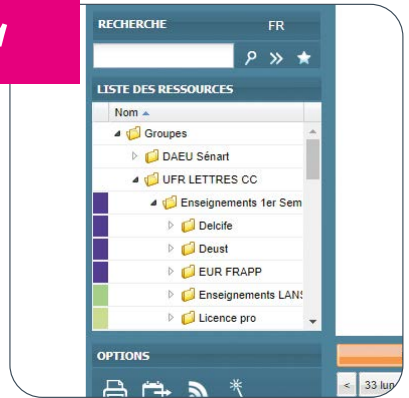 RECHERCHE FR
LISTE DES RESSOURCES
Nom
Groupes
DAEU Sénart
UFR LETTRES CC
Enseignements 1er Sem
Delcife
Deust
EUR FRAPP
Enseignements LANS
Licence pro
OPTIONS
< 33 lun